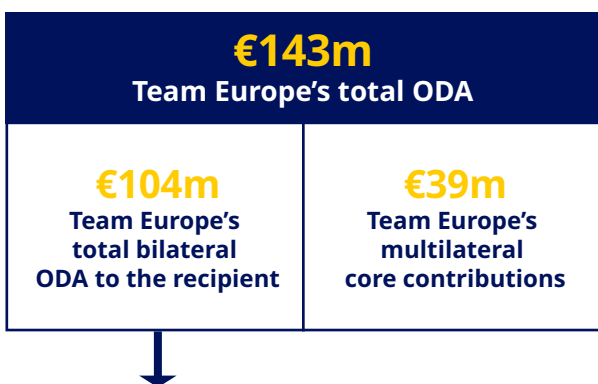 €143m
Team Europe’s total ODA
€104m
Team Europe’s
total bilateral
ODA to the recipient
€39m
Team Europe’s
multilateral
core contributions